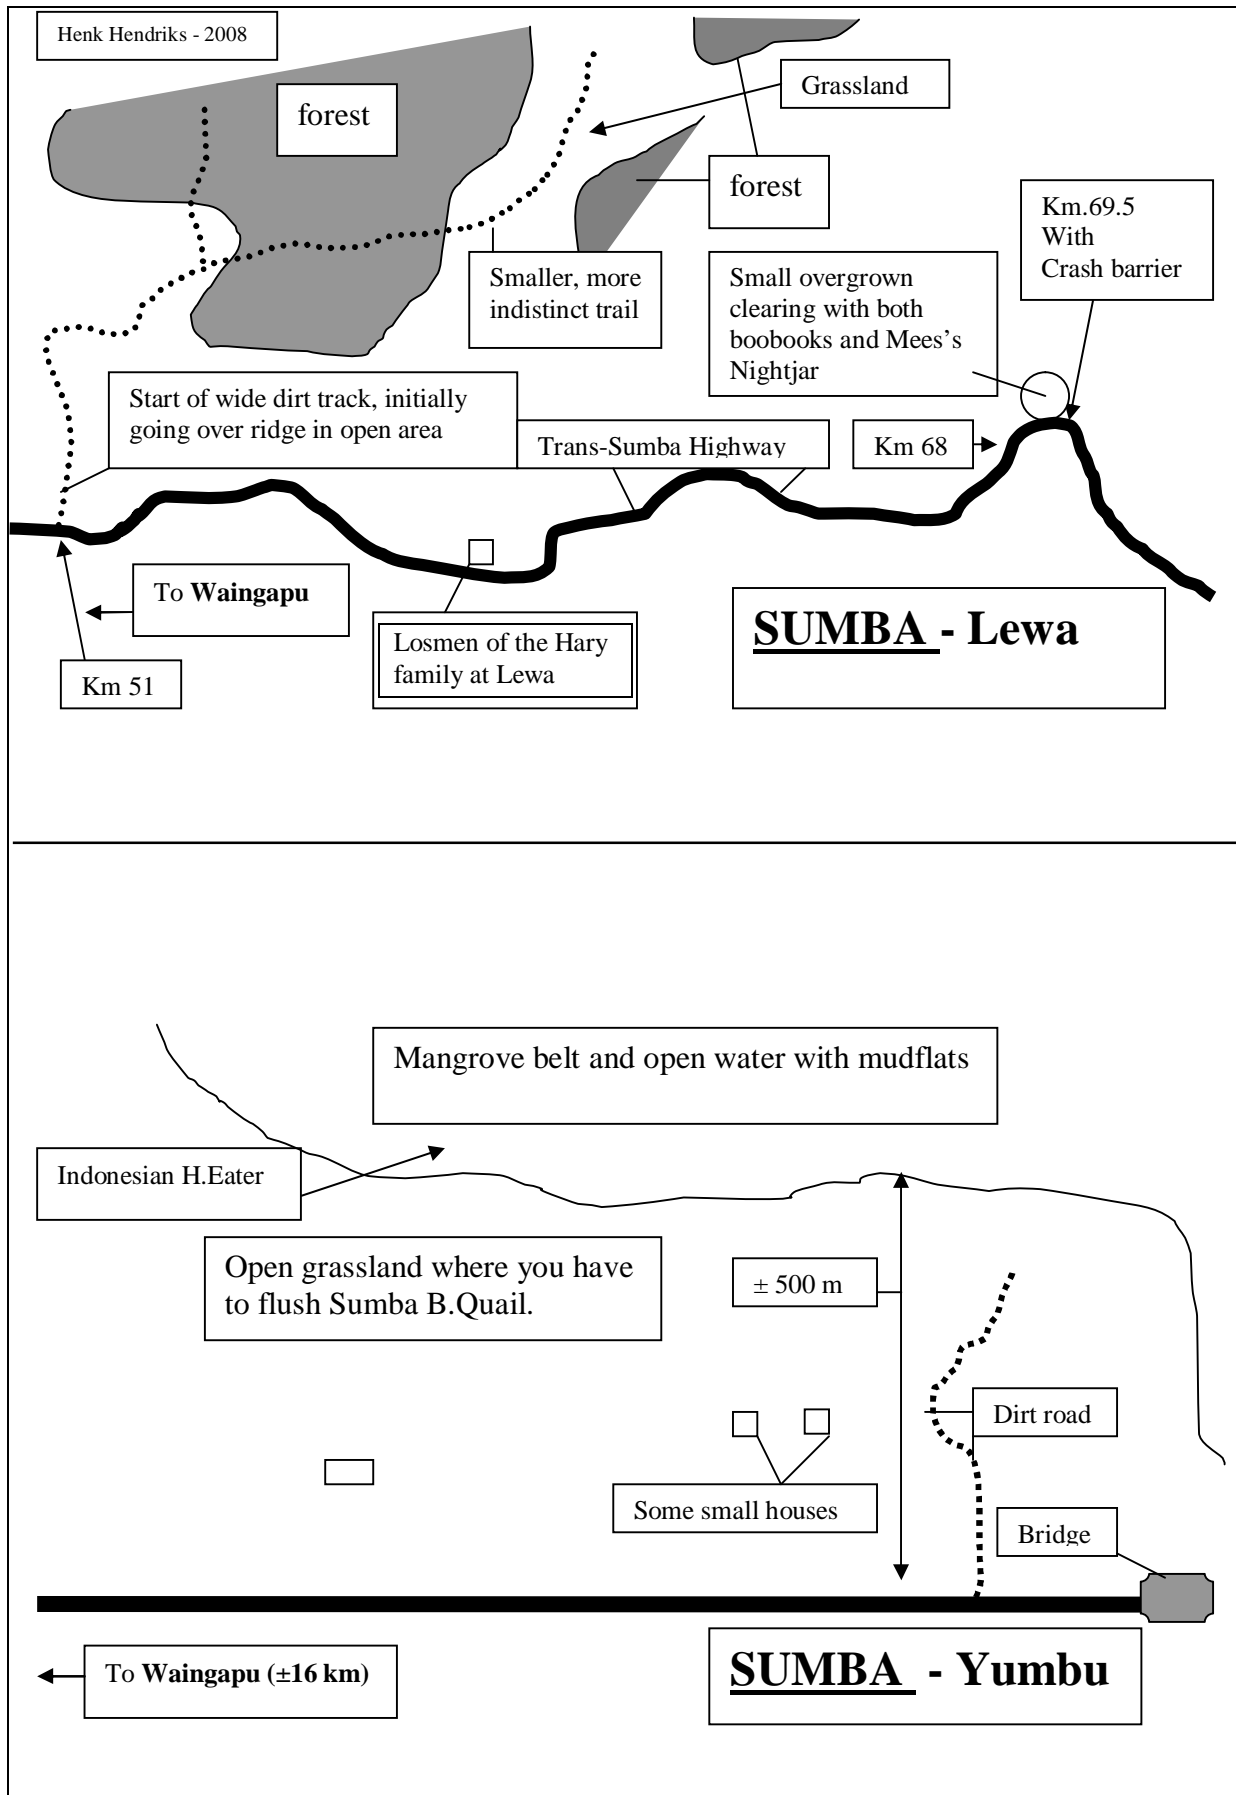 Henk Hendriks - 2008
forest
Grassland
forest
Km.69.5
With
Crash barrier
Smaller, more
indistinct trail
Small overgrown
clearing with both
boobooks and Mees's
Nightjar
Start of wide dirt track, initially
going over ridge in open area
Trans-Sumba Highway
Km 68
To Waingapu
Km 51
Losmen of the Hary
family at Lewa
SUMBA - Lewa
Mangrove belt and open water with mudflats
Indonesian H.Eater
Open grassland where you have
to flush Sumba B.Quail.
± 500 m
Dirt road
Some small houses
Bridge
To Waingapu (±16 km)
SUMBA - Yumbu